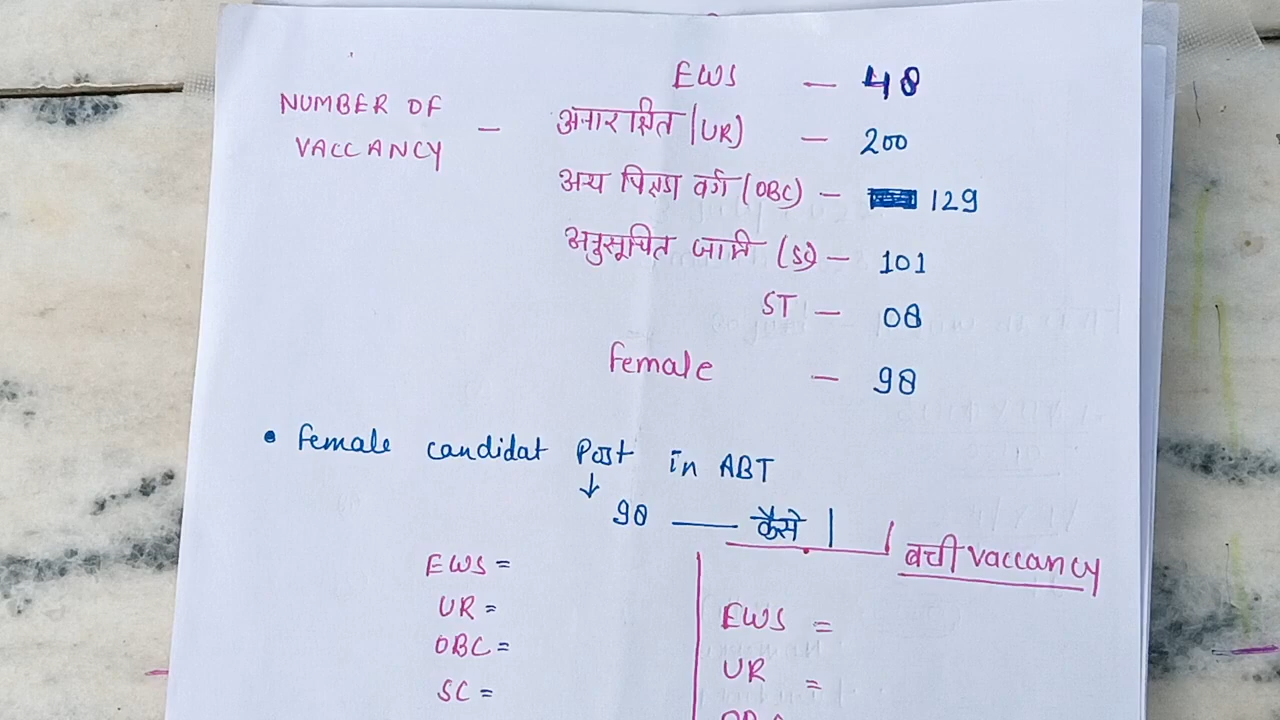 EWS — 48
NUMBER OF VACCANCY — अनारक्षित (UR) — 200
अन्य पिछडा वर्ग (OBC) — 129
अनुसूचित जाति (SC) — 101
ST — 08
Female — 98
• Female candidat Post in ABT
↓
98 — कैसे |
बची vaccancy
EWS =
UR =
OBC =
SC =
EWS =
UR =